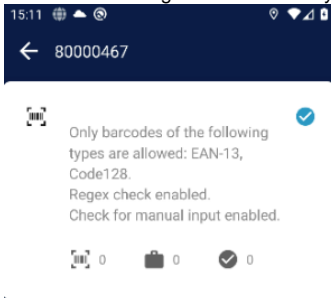 15:11
80000467
Only barcodes of the following
types are allowed: EAN-13,
Code128.
Regex check enabled.
Check for manual input enabled.
0 0 0